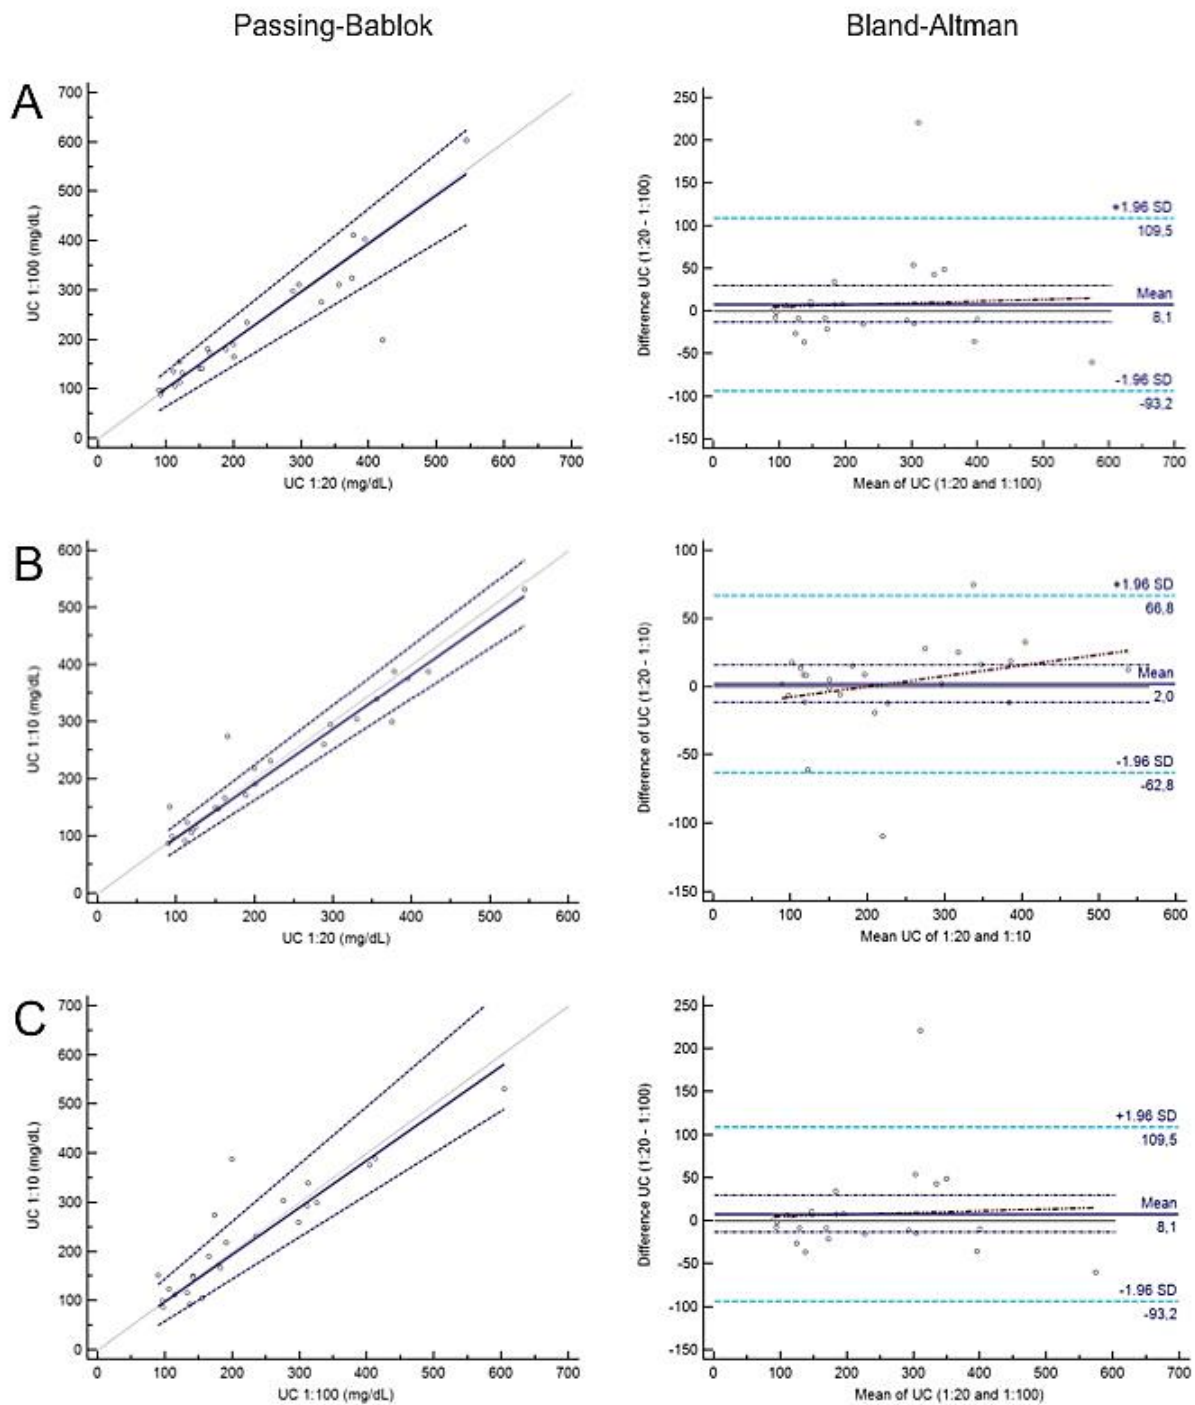 Passing-Bablok
Bland-Altman
A
700
600
500
400
300
200
100
0
UC 1:100 (mg/dL)
0 100 200 300 400 500 600 700
UC 1:20 (mg/dL)
250
200
150
100
50
0
-50
-100
-150
Difference UC (1:20 - 1:100)
+1.96 SD
109,5
Mean
8,1
-1.96 SD
-93,2
0 100 200 300 400 500 600 700
Mean of UC (1:20 and 1:100)
B
600
500
400
300
200
100
0
UC 1:10 (mg/dL)
0 100 200 300 400 500 600
UC 1:20 (mg/dL)
100
50
0
-50
-100
-150
Difference of UC (1:20 - 1:10)
+1.96 SD
66,8
Mean
2,0
-1.96 SD
-62,8
0 100 200 300 400 500 600
Mean UC of 1:20 and 1:10
C
700
600
500
400
300
200
100
0
UC 1:10 (mg/dL)
0 100 200 300 400 500 600 700
UC 1:100 (mg/dL)
250
200
150
100
50
0
-50
-100
-150
Difference UC (1:20 - 1:100)
+1.96 SD
109,5
Mean
8,1
-1.96 SD
-93,2
0 100 200 300 400 500 600 700
Mean of UC (1:20 and 1:100)